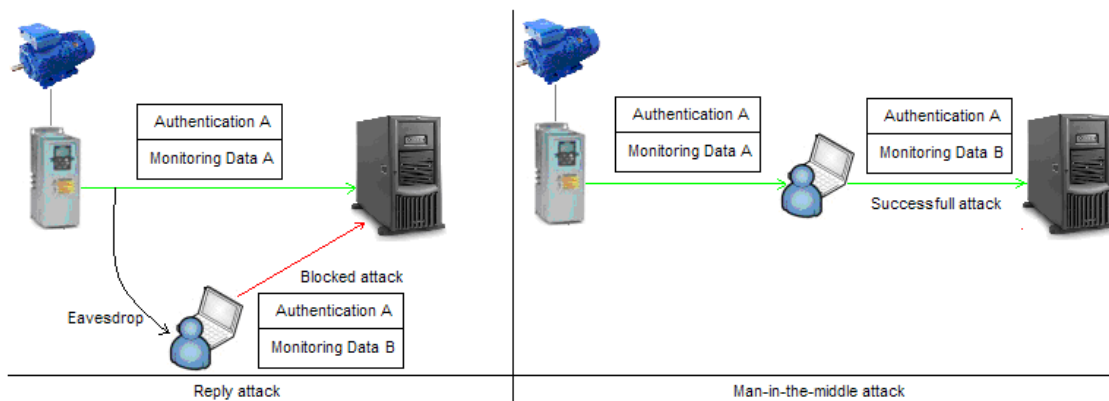 Authentication A
Monitoring Data A
Blocked attack
Eavesdrop
Authentication A
Monitoring Data B
Reply attack
Authentication A
Monitoring Data A
Authentication A
Monitoring Data B
Successfull attack
Man-in-the-middle attack